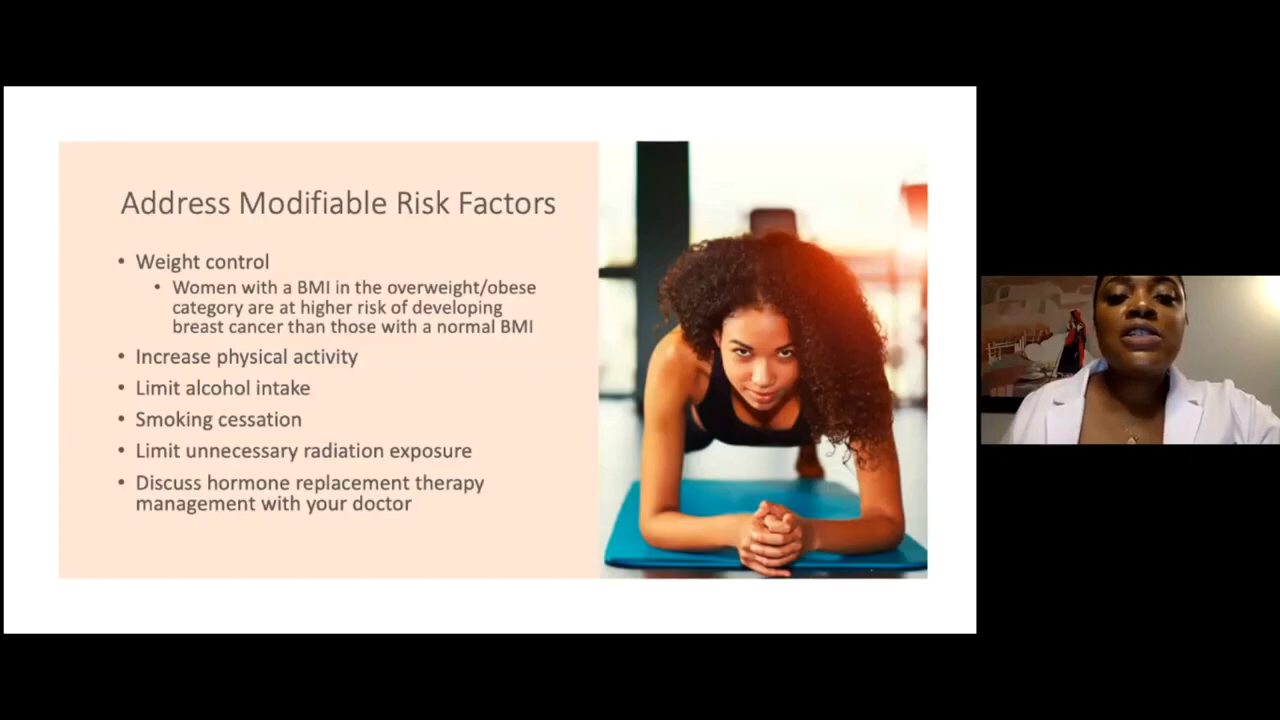 Address Modifiable Risk Factors
• Weight control
• Women with a BMI in the overweight/obese
category are at higher risk of developing
breast cancer than those with a normal BMI
• Increase physical activity
• Limit alcohol intake
• Smoking cessation
• Limit unnecessary radiation exposure
• Discuss hormone replacement therapy
management with your doctor